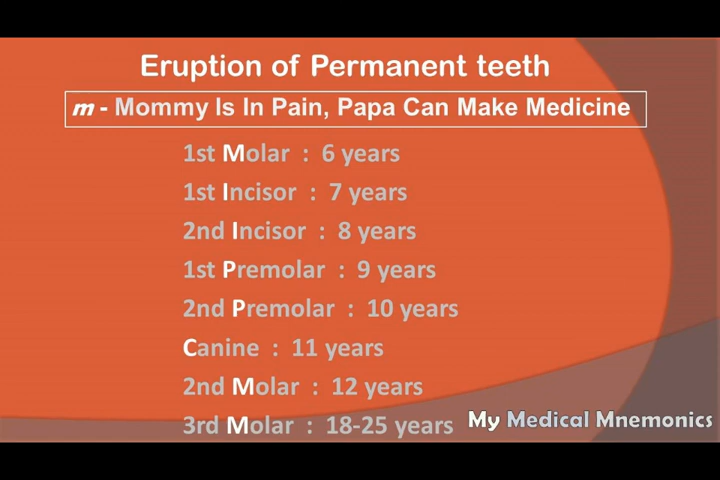 Eruption of Permanent teeth
m - Mommy Is In Pain, Papa Can Make Medicine
1st Molar : 6 years
1st Incisor : 7 years
2nd Incisor : 8 years
1st Premolar : 9 years
2nd Premolar : 10 years
Canine : 11 years
2nd Molar : 12 years
3rd Molar : 18-25 years
My Medical Mnemonics